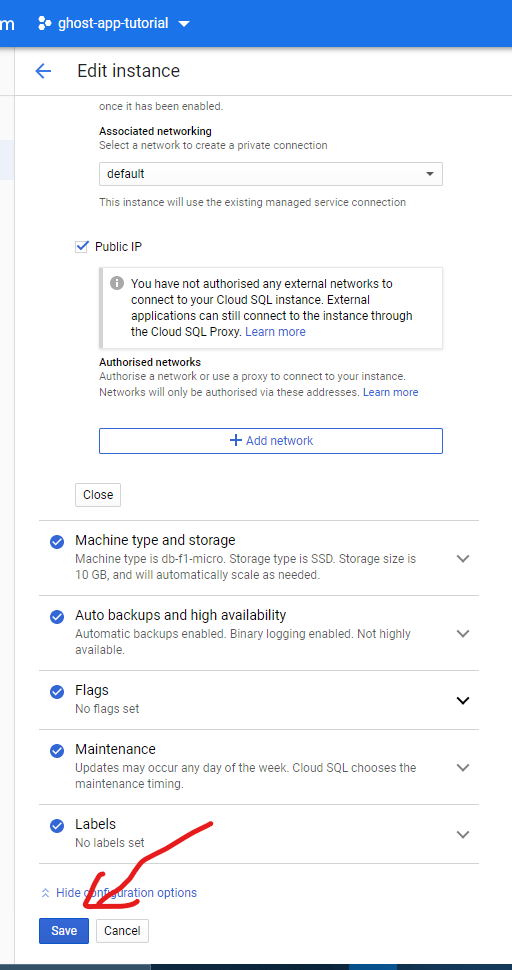 m ghost-app-tutorial
Edit instance
once it has been enabled.
Associated networking
Select a network to create a private connection
default
This instance will use the existing managed service connection
Public IP
You have not authorised any external networks to
connect to your Cloud SQL instance. External
applications can still connect to the instance through
the Cloud SQL Proxy. Learn more
Authorised networks
Authorise a network or use a proxy to connect to your instance.
Networks will only be authorised via these addresses. Learn more
Add network
Close
Machine type and storage
Machine type is db-f1-micro. Storage type is SSD. Storage size is
10 GB, and will automatically scale as needed.
Auto backups and high availability
Automatic backups enabled. Binary logging enabled. Not highly
available.
Flags
No flags set
Maintenance
Updates may occur any day of the week. Cloud SQL chooses the
maintenance timing.
Labels
No labels set
Hide configuration options
Save Cancel